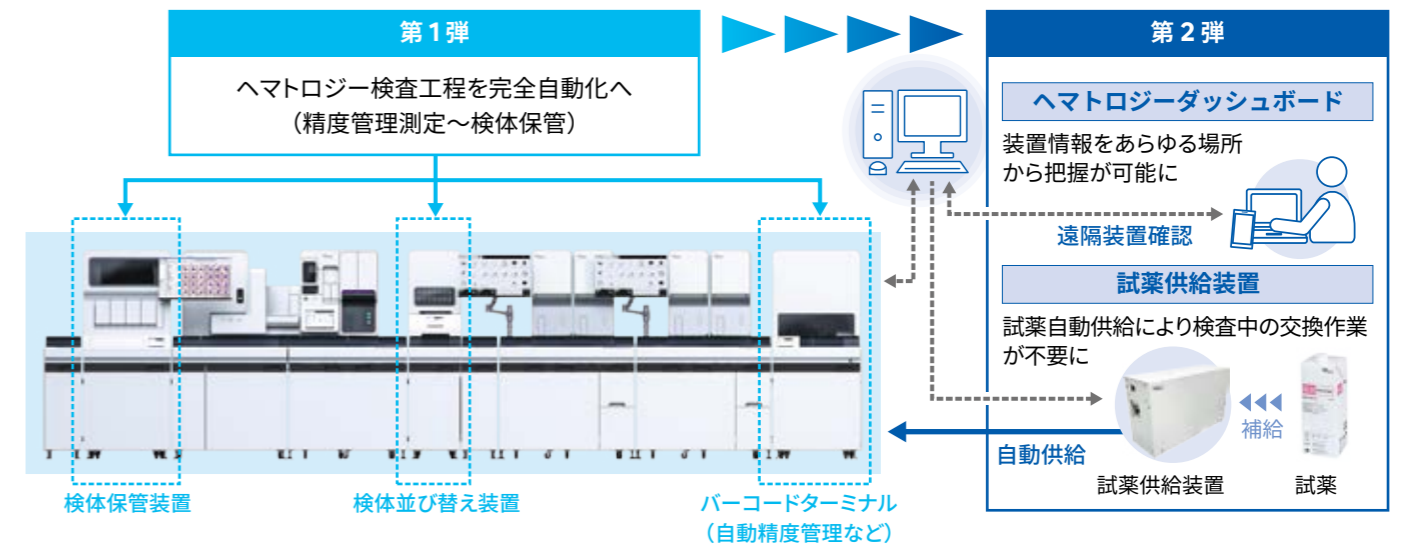 第1弾
ヘマトロジー検査工程を完全自動化へ
（精度管理測定～検体保管）
検体保管装置
検体並び替え装置
バーコードターミナル
（自動精度管理など）
第2弾
ヘマトロジーダッシュボード
装置情報をあらゆる場所
から把握が可能に
遠隔装置確認
試薬供給装置
試薬自動供給により検査中の交換作業
が不要に
補給
自動供給
試薬供給装置
試薬